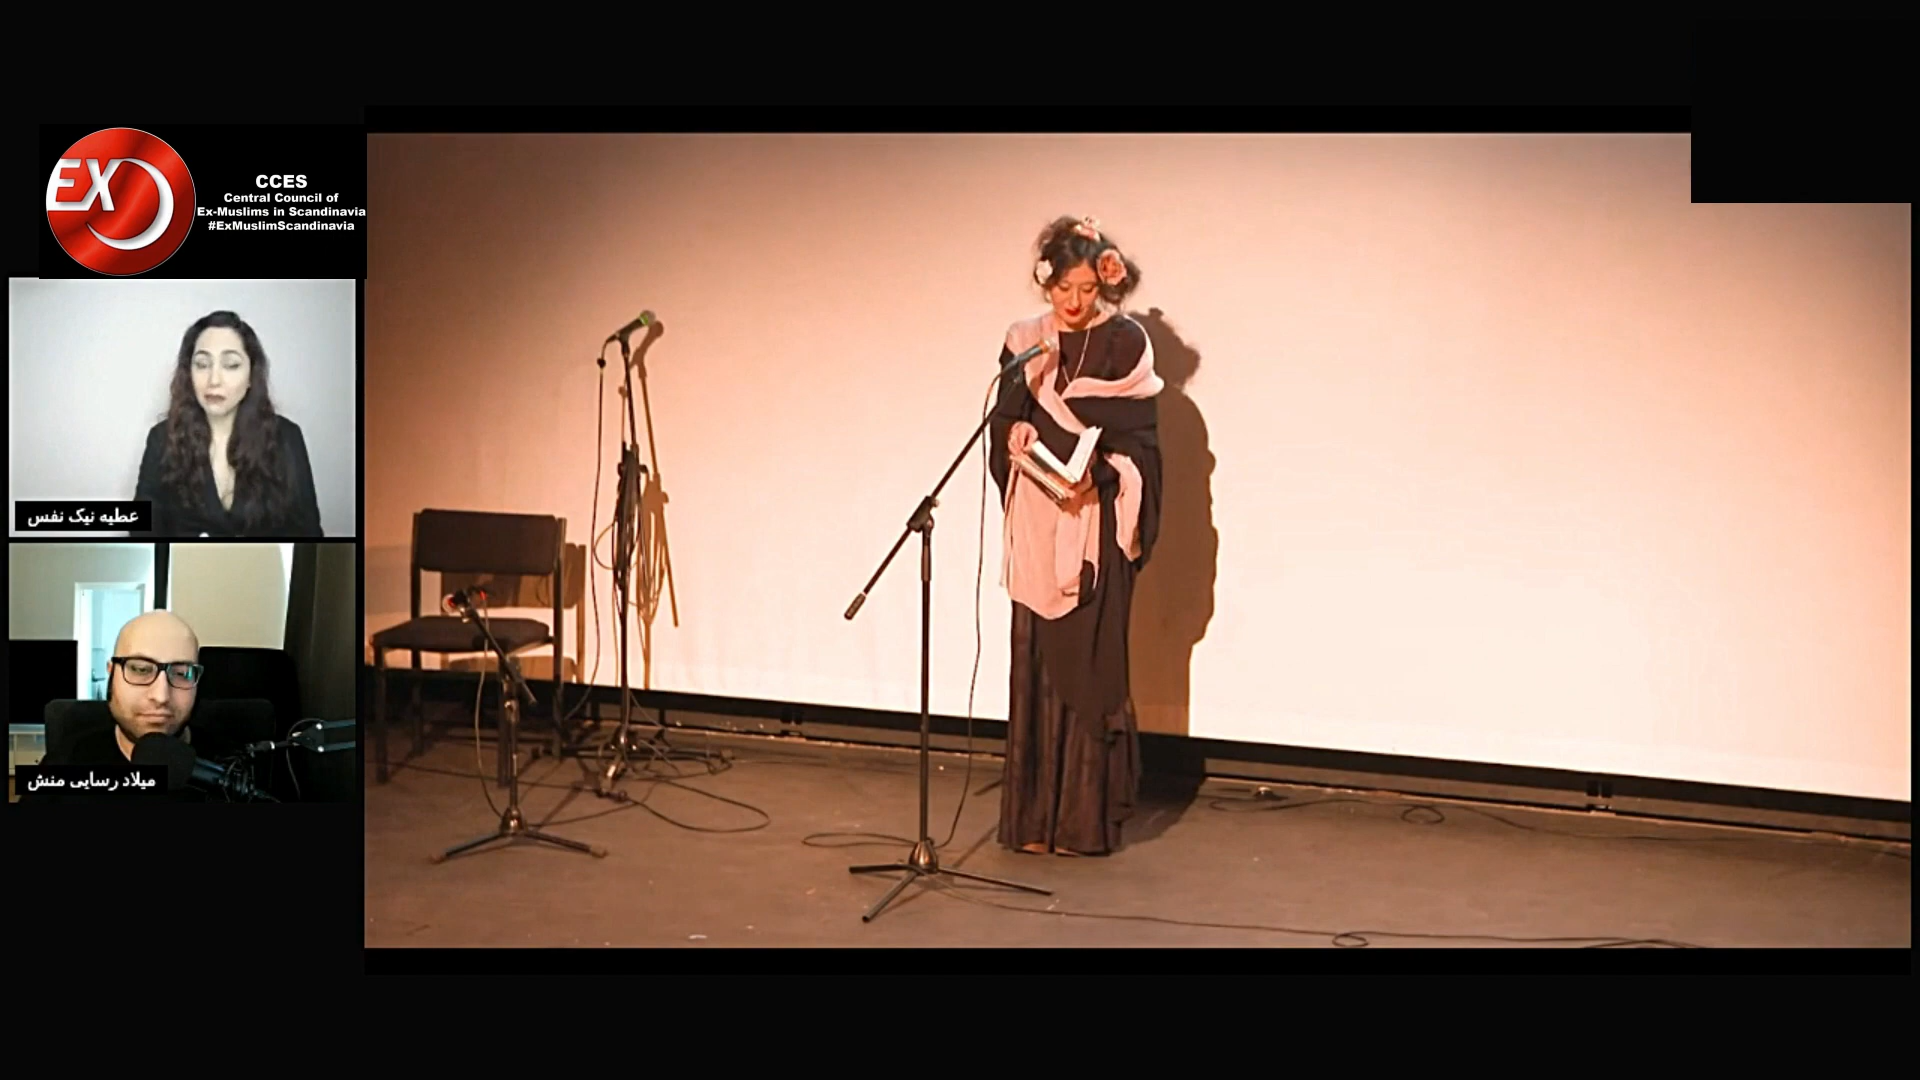 EX
CCES
Central Council of
Ex-Muslims in Scandinavia
#ExMuslimScandinavia
عطیه نیک نفس
میلاد رسایی منش